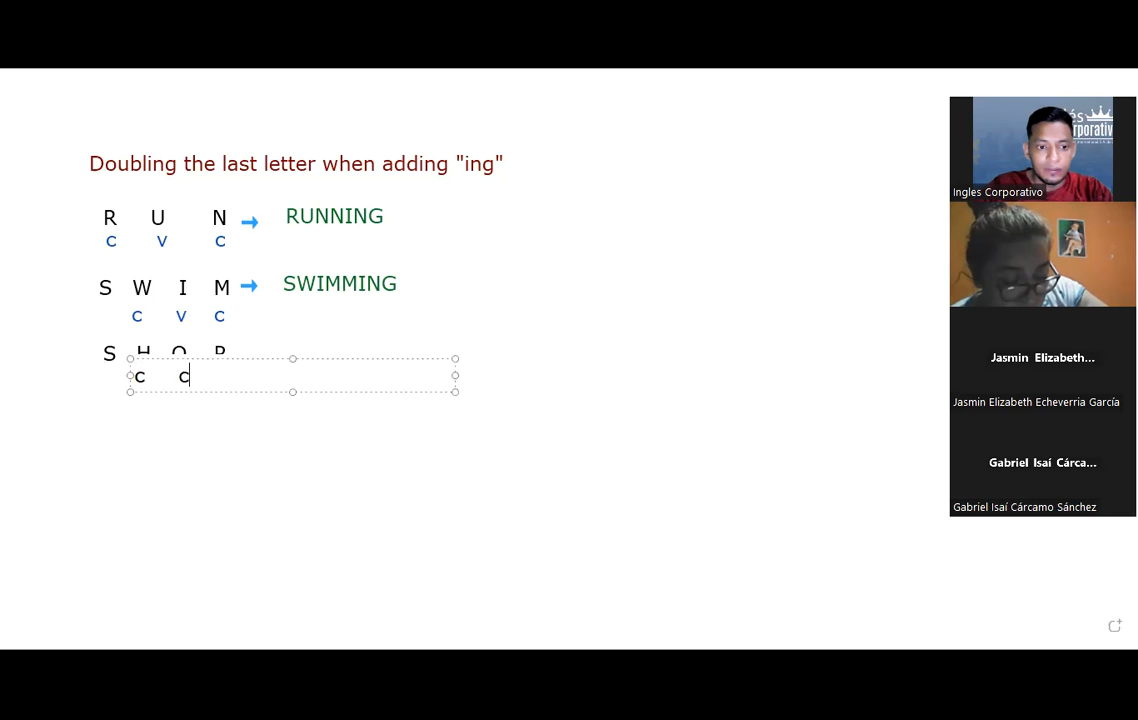 Doubling the last letter when adding "ing"
R U N RUNNING
c v c
S W I M SWIMMING
c v c
S H O P
c c
Ingles Corporativo
Jasmin Elizabeth...
Jasmin Elizabeth Echeverria García
Gabriel Isaí Cárca...
Gabriel Isaí Cárcamo Sánchez